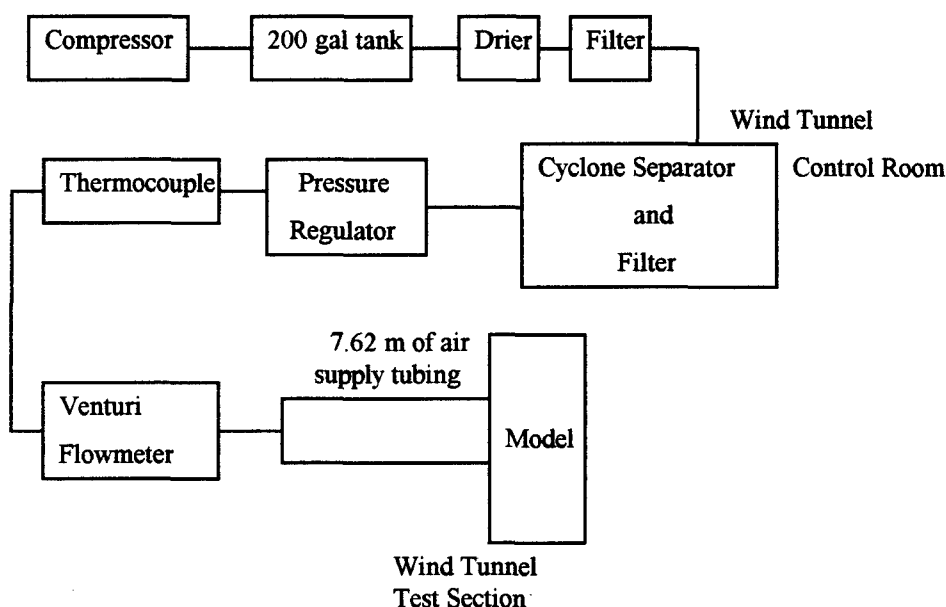 Compressor
200 gal tank
Drier
Filter
Wind Tunnel
Control Room
Cyclone Separator
and
Filter
Pressure
Regulator
Thermocouple
Venturi
Flowmeter
7.62 m of air
supply tubing
Model
Wind Tunnel
Test Section